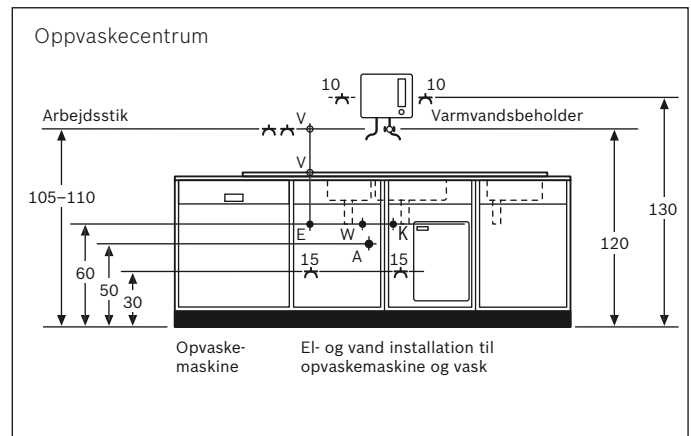 Oppvaskecentrum
10
10
Arbejdsstik
V
Varmvandsbeholder
V
105–110
130
E
W
K
120
A
60
15
15
50
30
Opvaske-
maskine
El- og vand installation til
opvaskemaskine og vask